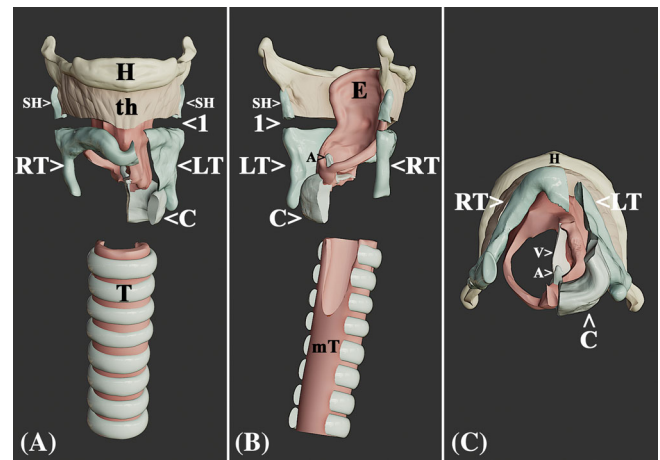 H
SH>
th
<SH
<1
RT>
<LT
<C
T
(A)
E
SH>
1>
A>
LT>
<RT
C>
mT
(B)
H
RT>
<LT
V>
A>
^
C
(C)